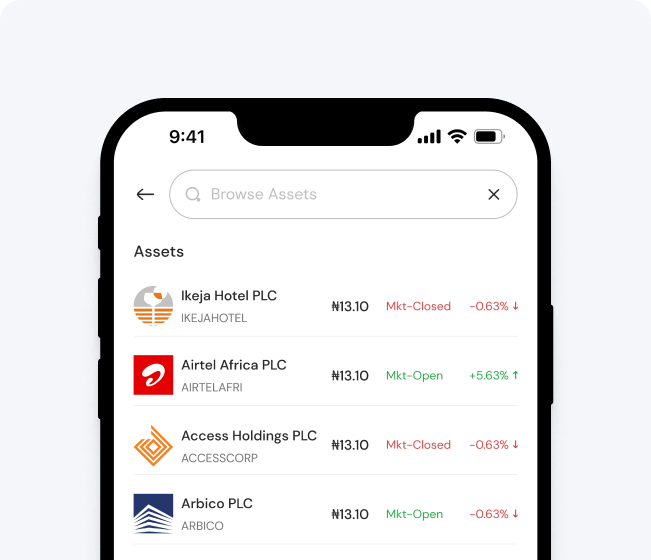 9:41
Browse Assets
Assets
Ikeja Hotel PLC
IKEJAHOTEL
₦13.10 Mkt-Closed -0.63% ↓
Airtel Africa PLC
AIRTELAFRI
₦13.10 Mkt-Open +5.63% ↑
Access Holdings PLC
ACCESSCORP
₦13.10 Mkt-Closed -0.63% ↓
Arbico PLC
ARBICO
₦13.10 Mkt-Open -0.63% ↓